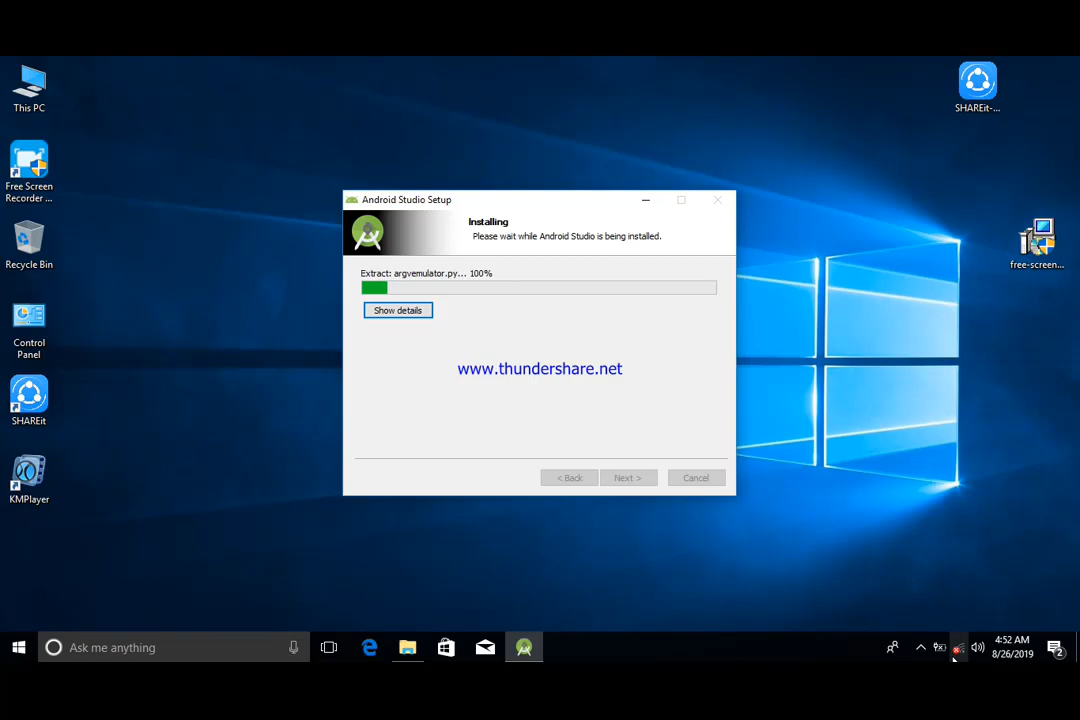 This PC
Free Screen
Recorder ...
Recycle Bin
Control
Panel
SHAREit
KMPlayer
SHAREit-...
free-screen...
Android Studio Setup
Installing
Please wait while Android Studio is being installed.
Extract: argvemulator.py... 100%
Show details
www.thundershare.net
< Back
Next >
Cancel
Ask me anything
4:52 AM
8/26/2019
2